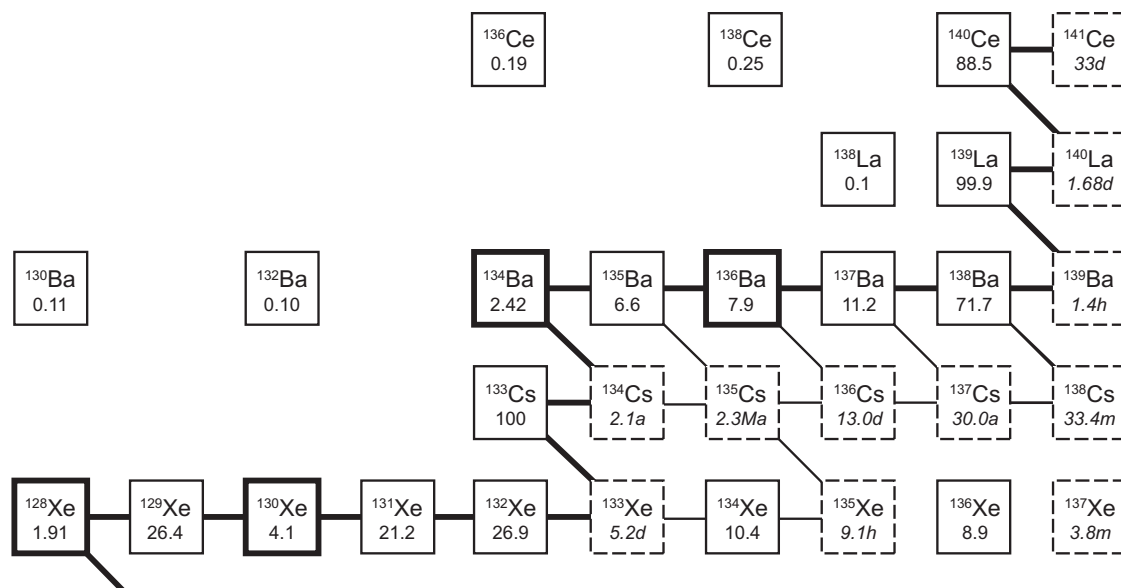 ¹³⁶Ce ¹³⁸Ce ¹⁴⁰Ce ¹⁴¹Ce
0.19 0.25 88.5 33d
¹³⁸La ¹³⁹La ¹⁴⁰La
0.1 99.9 1.68d
¹³⁰Ba ¹³²Ba ¹³⁴Ba ¹³⁵Ba ¹³⁶Ba ¹³⁷Ba ¹³⁸Ba ¹³⁹Ba
0.11 0.10 2.42 6.6 7.9 11.2 71.7 1.4h
¹³³Cs ¹³⁴Cs ¹³⁵Cs ¹³⁶Cs ¹³⁷Cs ¹³⁸Cs
100 2.1a 2.3Ma 13.0d 30.0a 33.4m
¹²⁸Xe ¹²⁹Xe ¹³⁰Xe ¹³¹Xe ¹³²Xe ¹³³Xe ¹³⁴Xe ¹³⁵Xe ¹³⁶Xe ¹³⁷Xe
1.91 26.4 4.1 21.2 26.9 5.2d 10.4 9.1h 8.9 3.8m